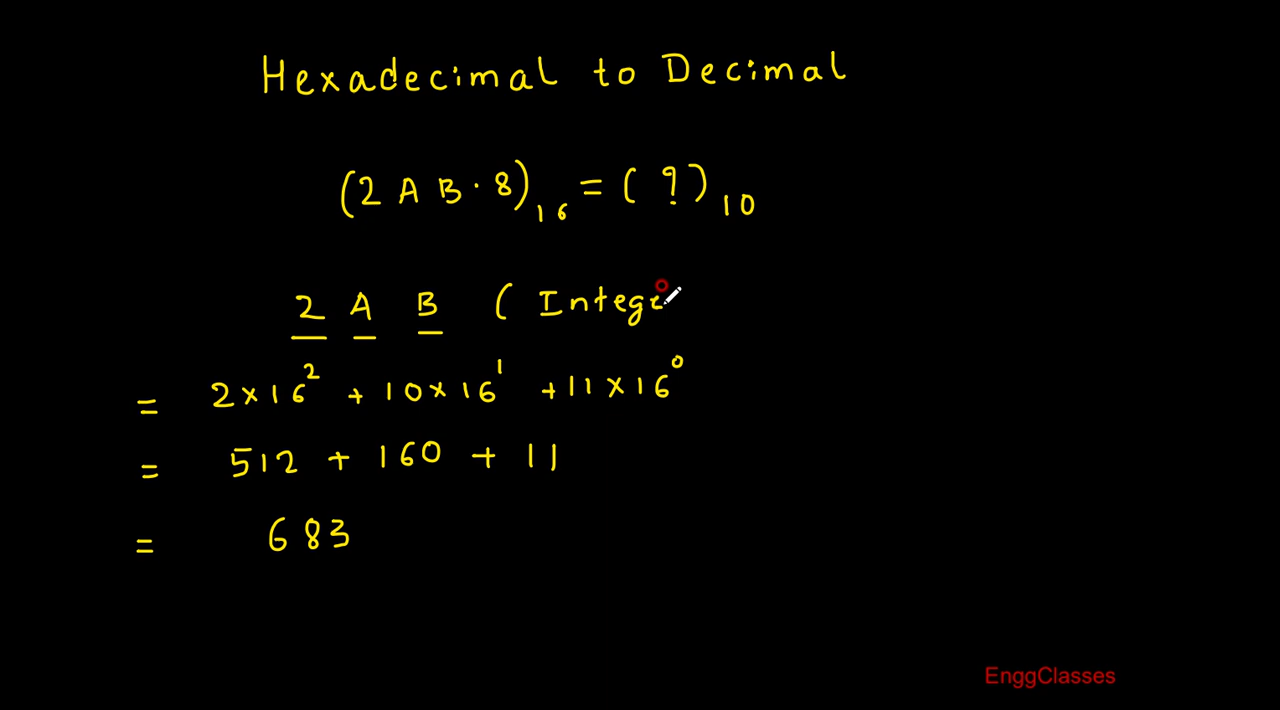 Hexadecimal to Decimal
(2AB.8)₁₆ = (?)₁₀
2 A B (Integr
= 2×16² + 10×16¹ + 11×16⁰
= 512 + 160 + 11
= 683
EnggClasses